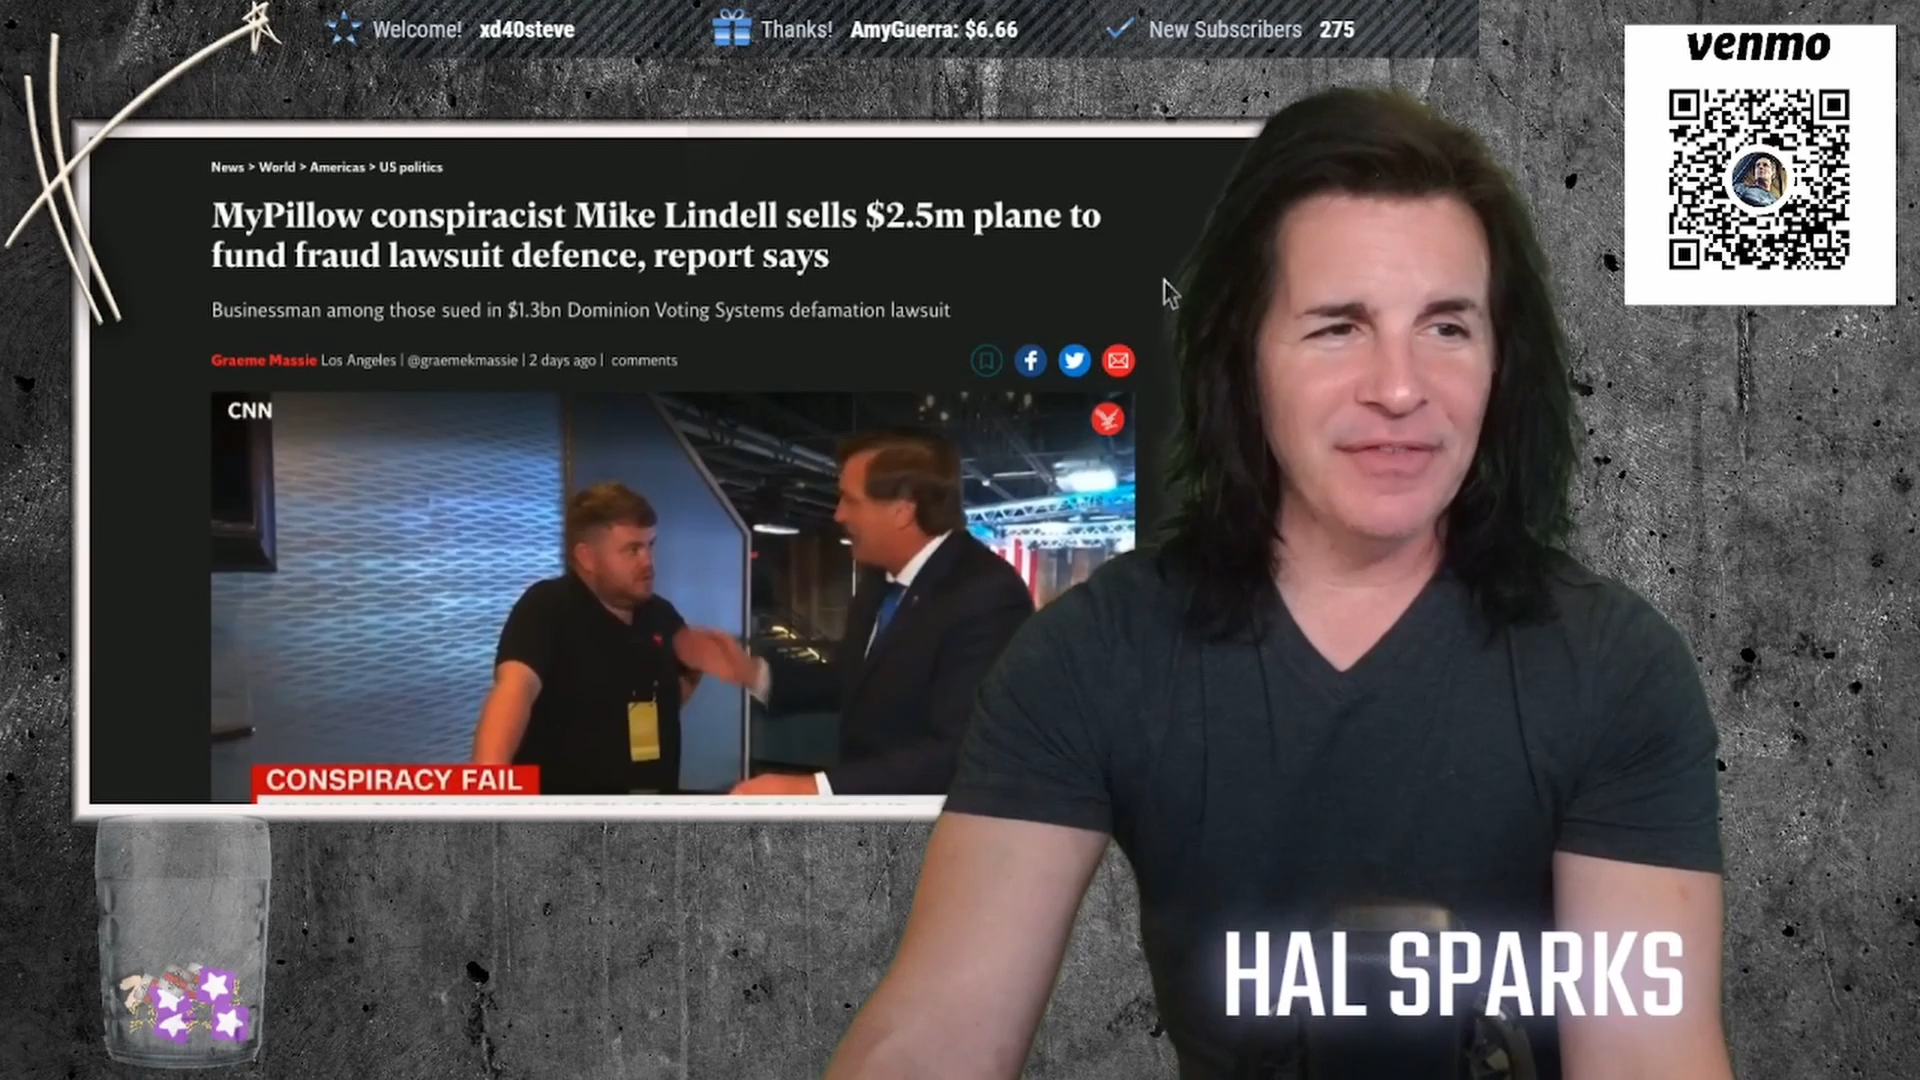 Welcome! xd40steve
Thanks! AmyGuerra: $6.66
New Subscribers 275
venmo
News > World > Americas > US politics
MyPillow conspiracist Mike Lindell sells $2.5m plane to
fund fraud lawsuit defence, report says
Businessman among those sued in $1.3bn Dominion Voting Systems defamation lawsuit
Graeme Massie Los Angeles | @graemekmassie | 2 days ago | comments
CNN
CONSPIRACY FAIL
HAL SPARKS